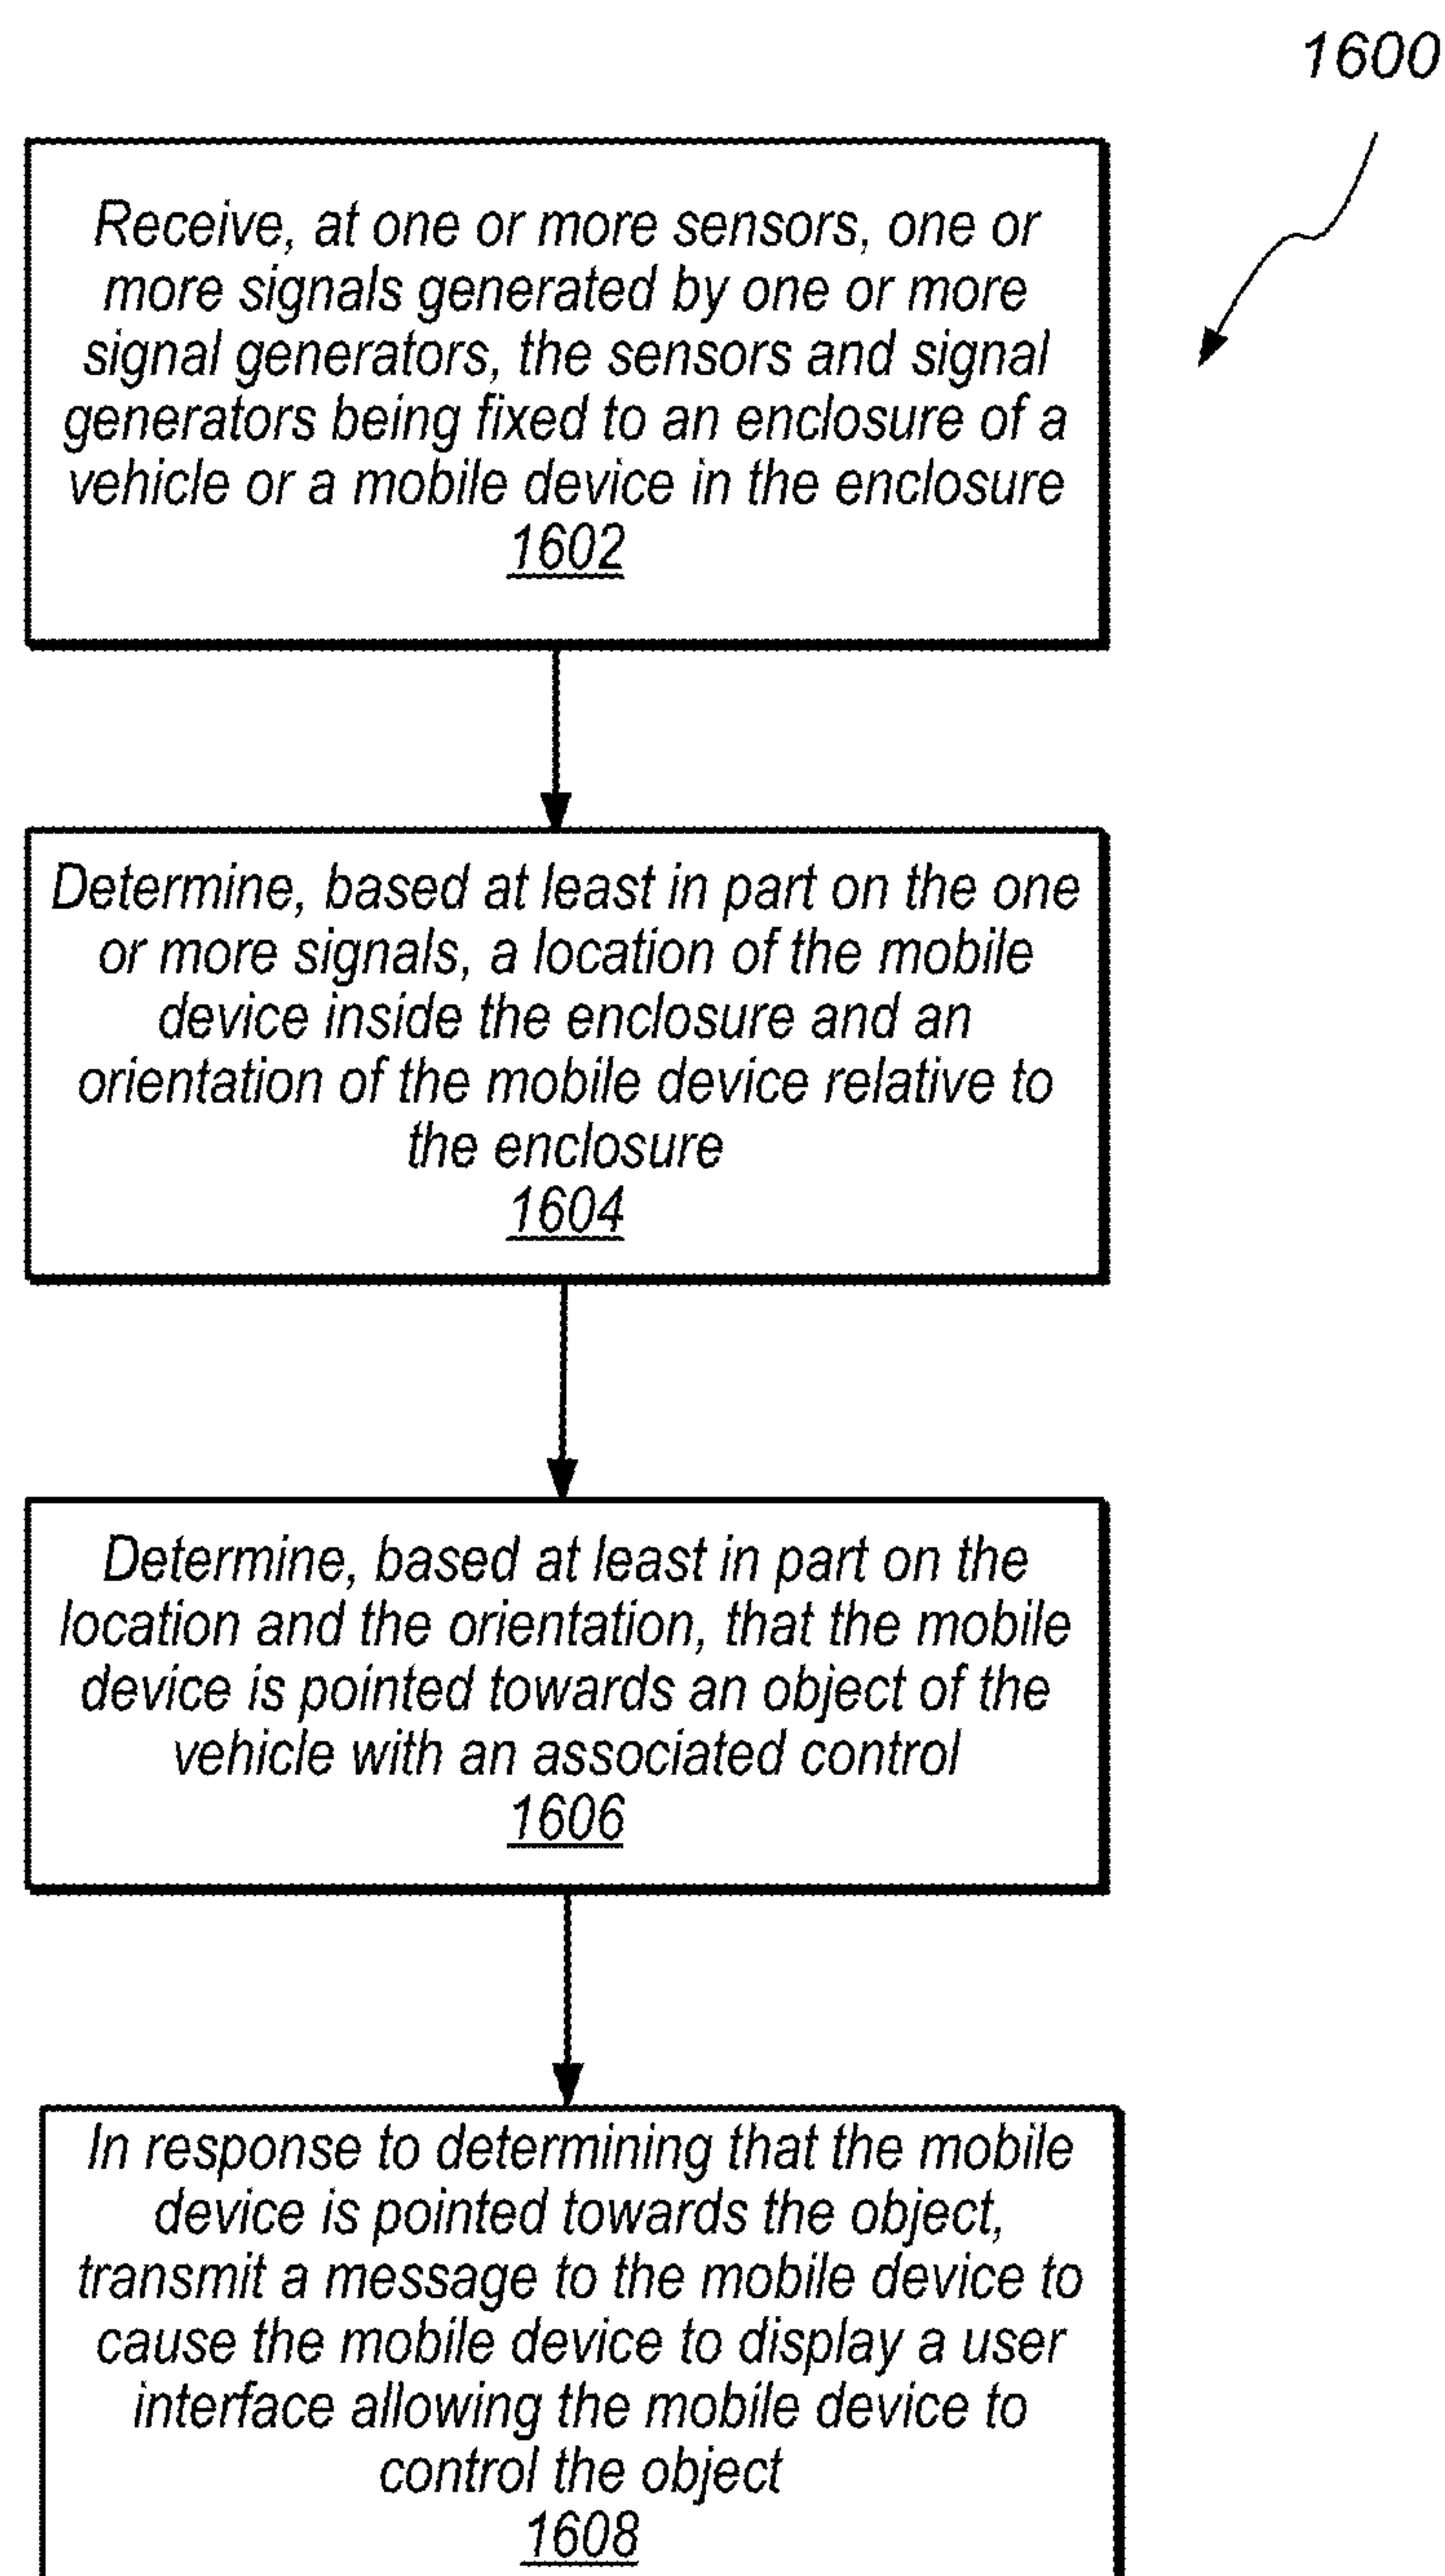 1600
Receive, at one or more sensors, one or
more signals generated by one or more
signal generators, the sensors and signal
generators being fixed to an enclosure of a
vehicle or a mobile device in the enclosure
1602
Determine, based at least in part on the one
or more signals, a location of the mobile
device inside the enclosure and an
orientation of the mobile device relative to
the enclosure
1604
Determine, based at least in part on the
location and the orientation, that the mobile
device is pointed towards an object of the
vehicle with an associated control
1606
In response to determining that the mobile
device is pointed towards the object,
transmit a message to the mobile device to
cause the mobile device to display a user
interface allowing the mobile device to
control the object
1608